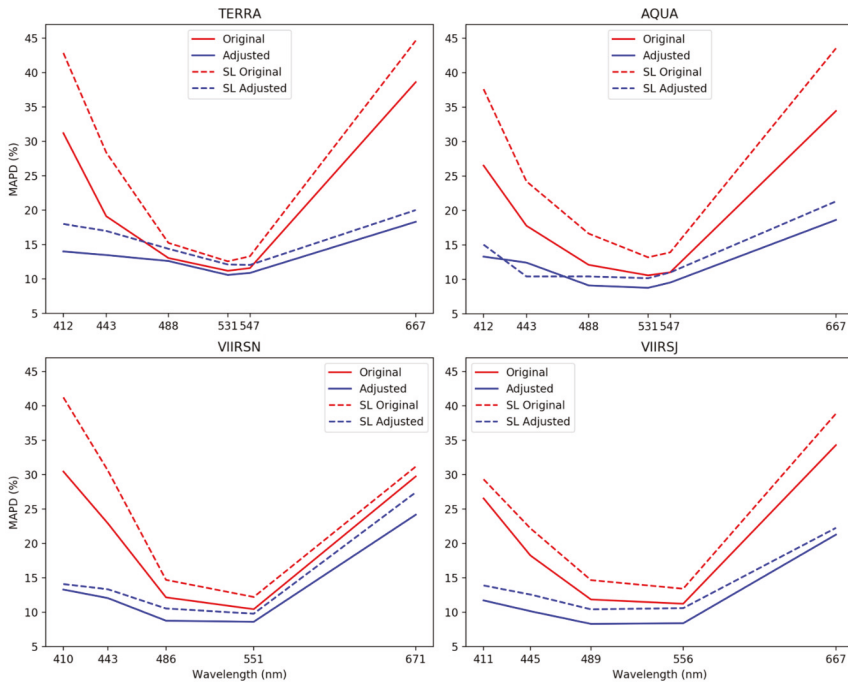 TERRA
MAPD (%)
45
40
35
30
25
20
15
10
5
412 443 488 531 547 667
Original
Adjusted
SL Original
SL Adjusted
AQUA
45
40
35
30
25
20
15
10
5
412 443 488 531 547 667
Original
Adjusted
SL Original
SL Adjusted
VIIRSN
MAPD (%)
45
40
35
30
25
20
15
10
5
410 443 486 551 671
Wavelength (nm)
Original
Adjusted
SL Original
SL Adjusted
VIIRSJ
45
40
35
30
25
20
15
10
5
411 445 489 556 667
Wavelength (nm)
Original
Adjusted
SL Original
SL Adjusted